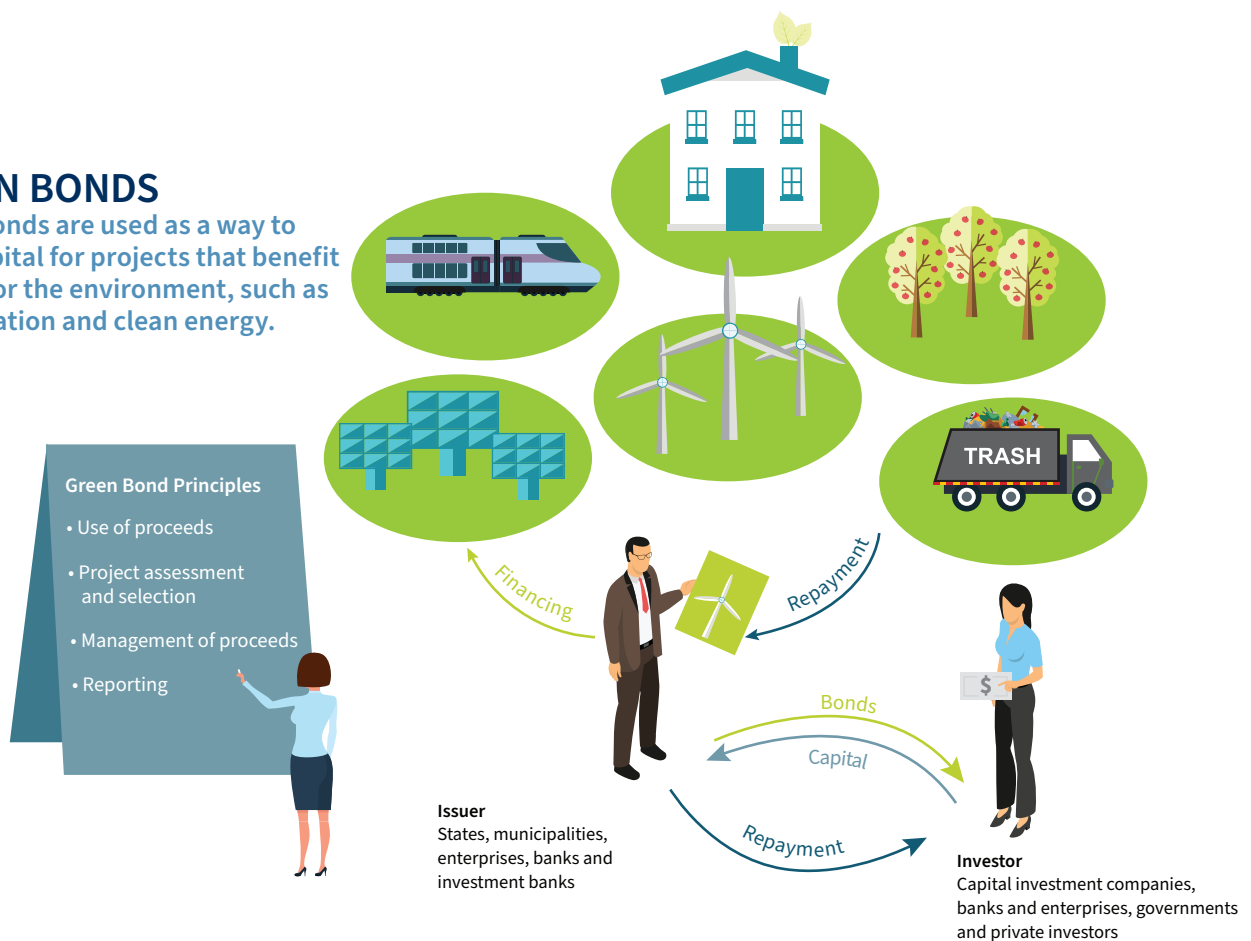 N BONDS
onds are used as a way to
pital for projects that benefit
or the environment, such as
ation and clean energy.
TRASH
Green Bond Principles
• Use of proceeds
• Project assessment
and selection
• Management of proceeds
• Reporting
Financing
Repayment
$
Bonds
Capital
Repayment
Issuer
States, municipalities,
enterprises, banks and
investment banks
Investor
Capital investment companies,
banks and enterprises, governments
and private investors